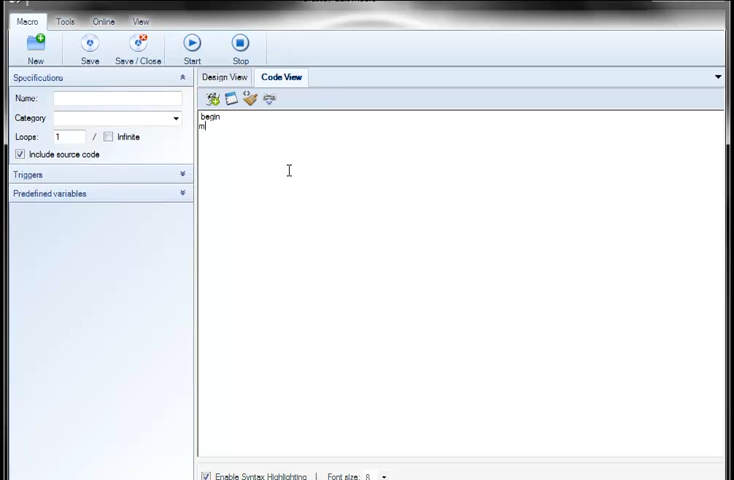 Macro Tools Online View
New Save Save / Close Start Stop
Specifications
Design View Code View
Name:
Category
Loops: 1 / Infinite
Include source code
Triggers
Predefined variables
begin
m
Enable Syntax Highlighting | Font size: 8